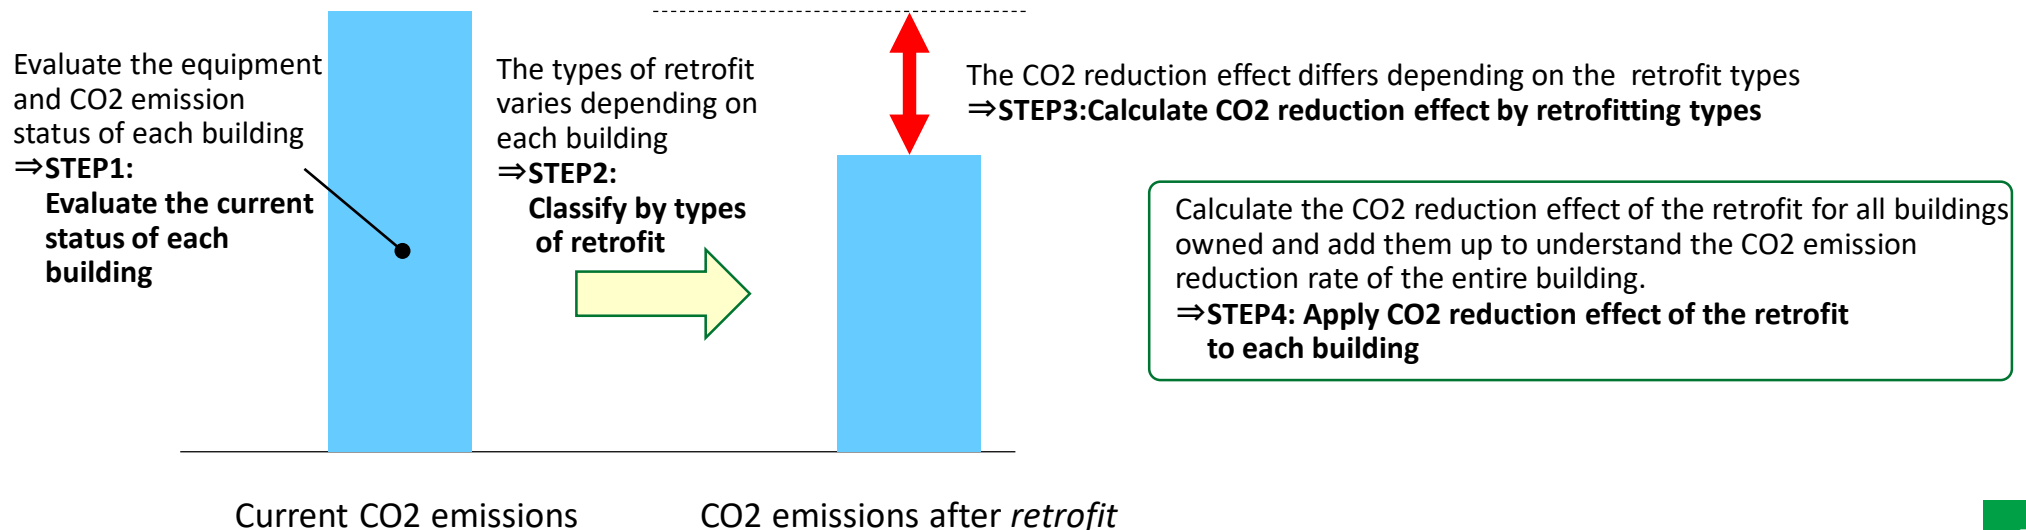 Evaluate the equipment
and CO2 emission
status of each building
⇒STEP1:
Evaluate the current
status of each
building
The types of retrofit
varies depending on
each building
⇒STEP2:
Classify by types
of retrofit
The CO2 reduction effect differs depending on the retrofit types
⇒STEP3:Calculate CO2 reduction effect by retrofitting types
Calculate the CO2 reduction effect of the retrofit for all buildings
owned and add them up to understand the CO2 emission
reduction rate of the entire building.
⇒STEP4: Apply CO2 reduction effect of the retrofit
to each building
Current CO2 emissions
CO2 emissions after retrofit